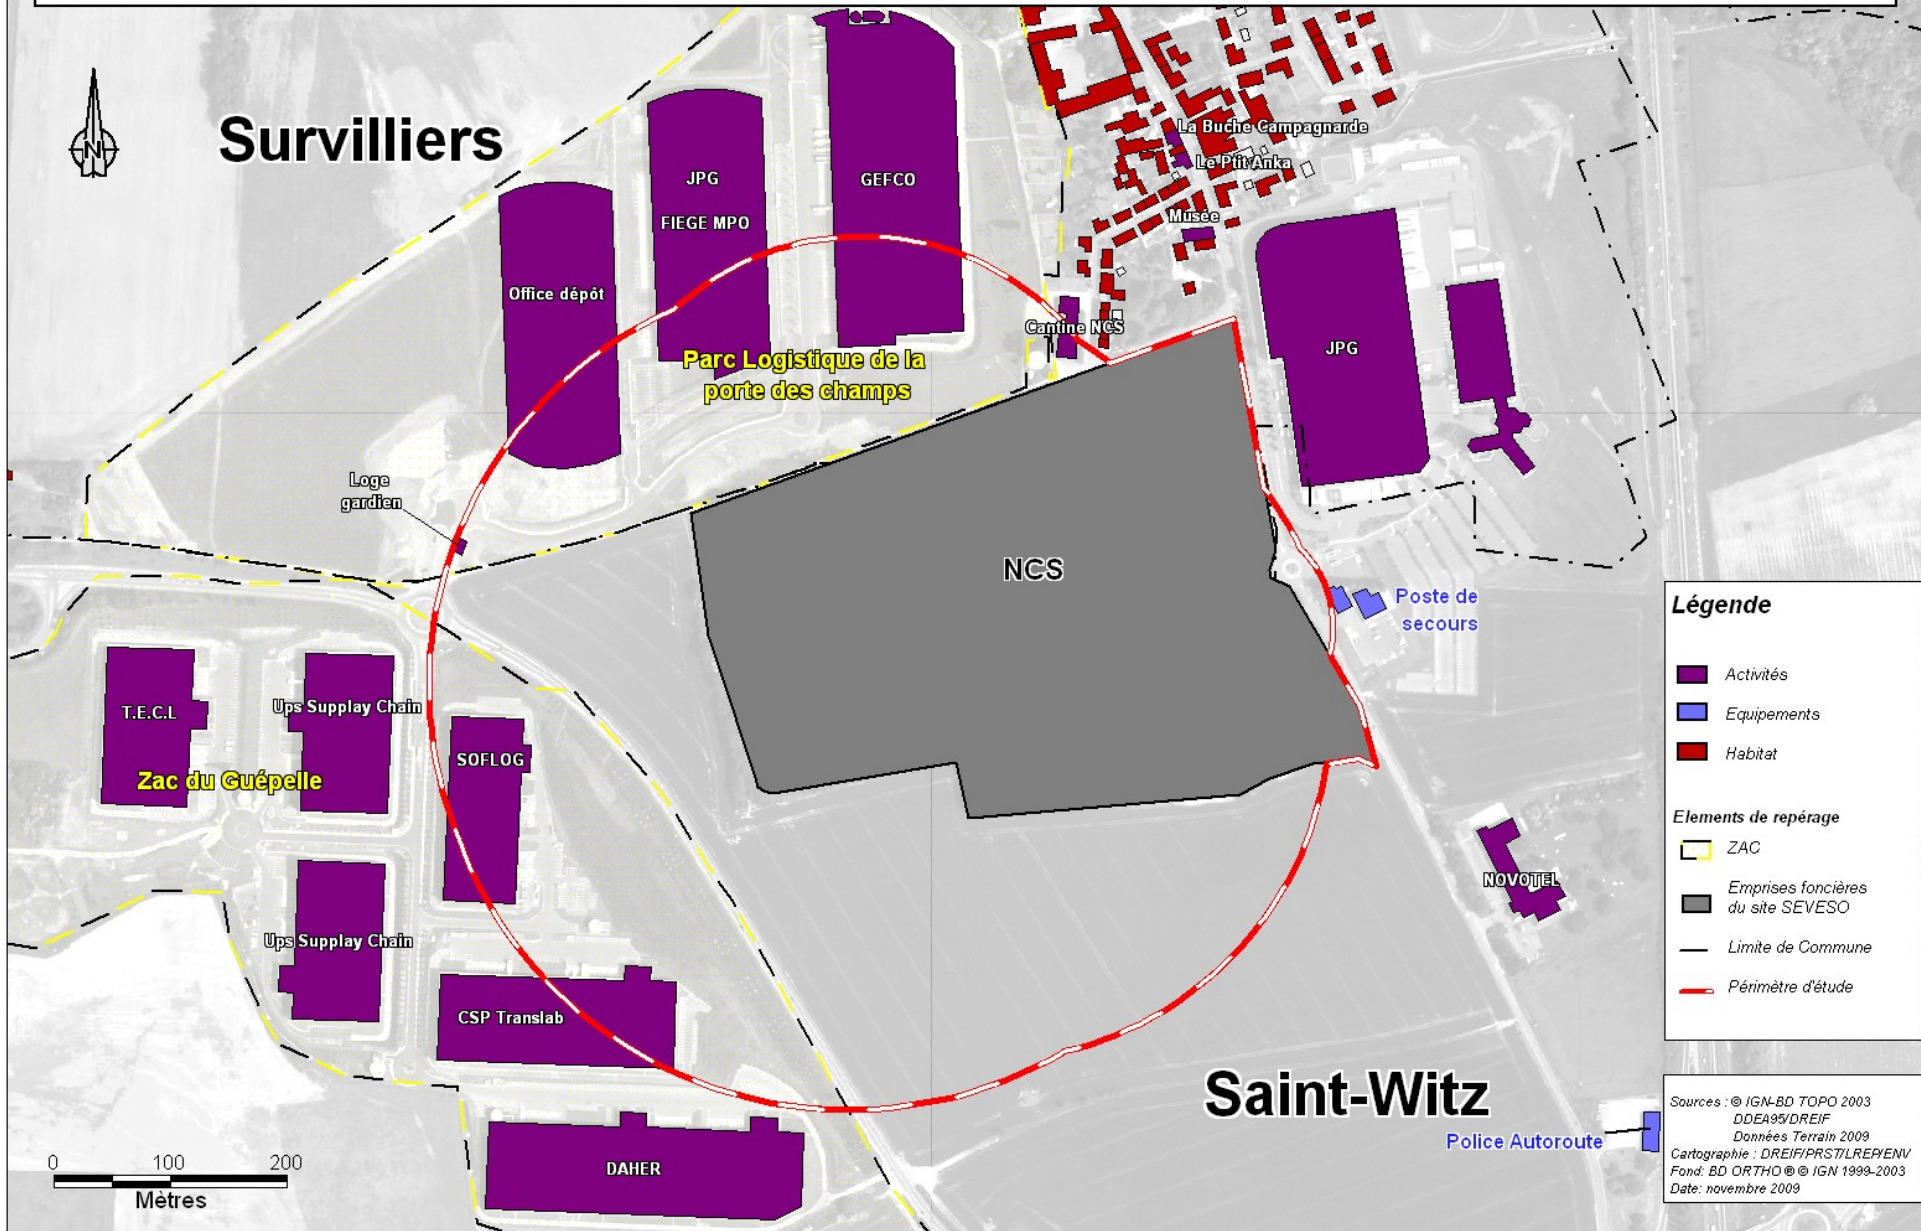 Survilliers
N
JPG
FIEGE MPO
GEFCO
Office dépôt
La Buche Campagnarde
Le Ptit Anka
Musée
Cantine NCS
JPG
Parc Logistique de la
porte des champs
Loge
gardien
NCS
Poste de
secours
T.E.C.L
Ups Supplay Chain
SOFLOG
Zac du Guépelle
Ups Supplay Chain
CSP Translab
DAHER
NOVOTEL
Saint-Witz
Police Autoroute
0 100 200
Mètres
Légende
Activités
Equipements
Habitat
Elements de repérage
ZAC
Emprises foncières
du site SEVESO
Limite de Commune
Périmètre d'étude
Sources : © IGN-BD TOPO 2003
DDEA95/DREIF
Données Terrain 2009
Cartographie : DREIF/PRST/LREP/ENV
Fond: BD ORTHO ® © IGN 1999-2003
Date: novembre 2009